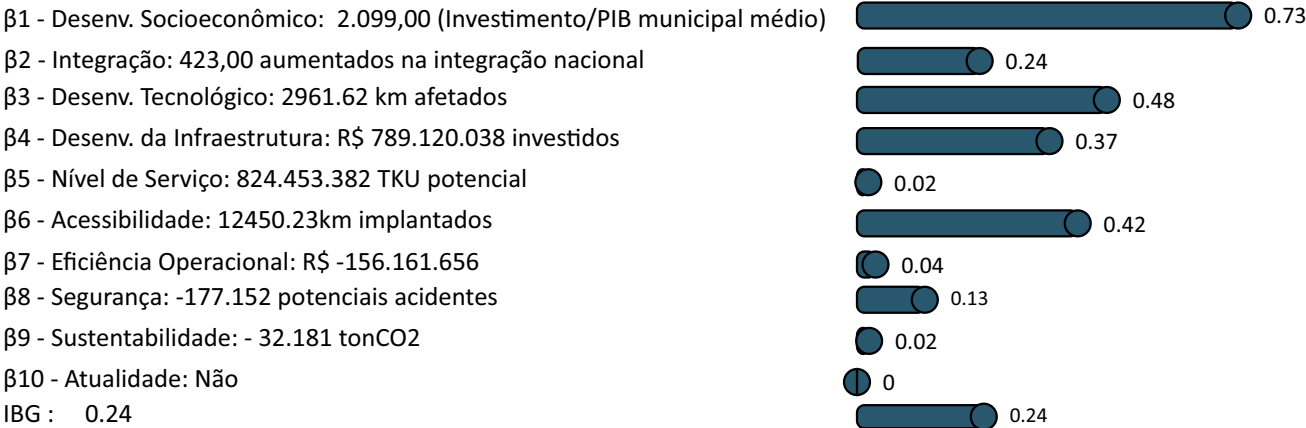 β1 - Desenv. Socioeconômico:  2.099,00 (Investimento/PIB municipal médio) 0.73
β2 - Integração: 423,00 aumentados na integração nacional 0.24
β3 - Desenv. Tecnológico: 2961.62 km afetados 0.48
β4 - Desenv. da Infraestrutura: R$ 789.120.038 investidos 0.37
β5 - Nível de Serviço: 824.453.382 TKU potencial 0.02
β6 - Acessibilidade: 12450.23km implantados 0.42
β7 - Eficiência Operacional: R$ -156.161.656 0.04
β8 - Segurança: -177.152 potenciais acidentes 0.13
β9 - Sustentabilidade: - 32.181 tonCO2 0.02
β10 - Atualidade: Não 0
IBG :   0.24 0.24